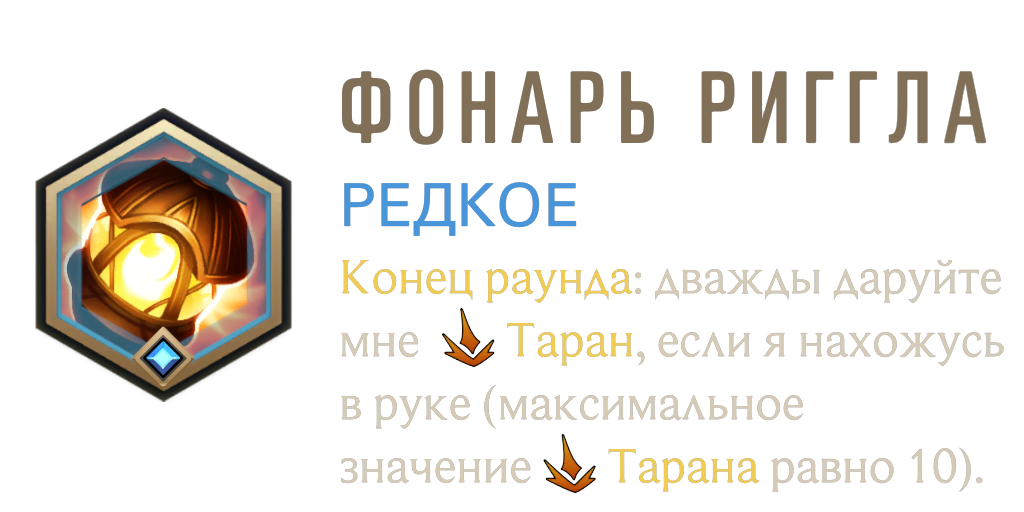 ФОНАРЬ РИГГЛА
РЕДКОЕ
Конец раунда: дважды даруйте
мне Таран, если я нахожусь
в руке (максимальное
значение Тарана равно 10).